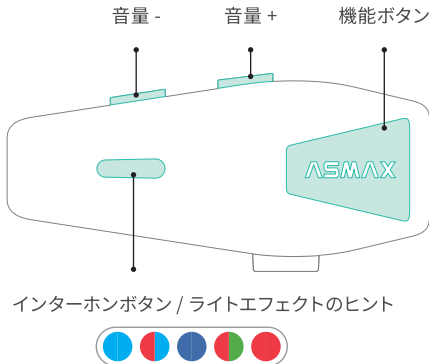 音量 -
音量 +
機能ボタン
ASMAX
インターホンボタン / ライトエフェクトのヒント